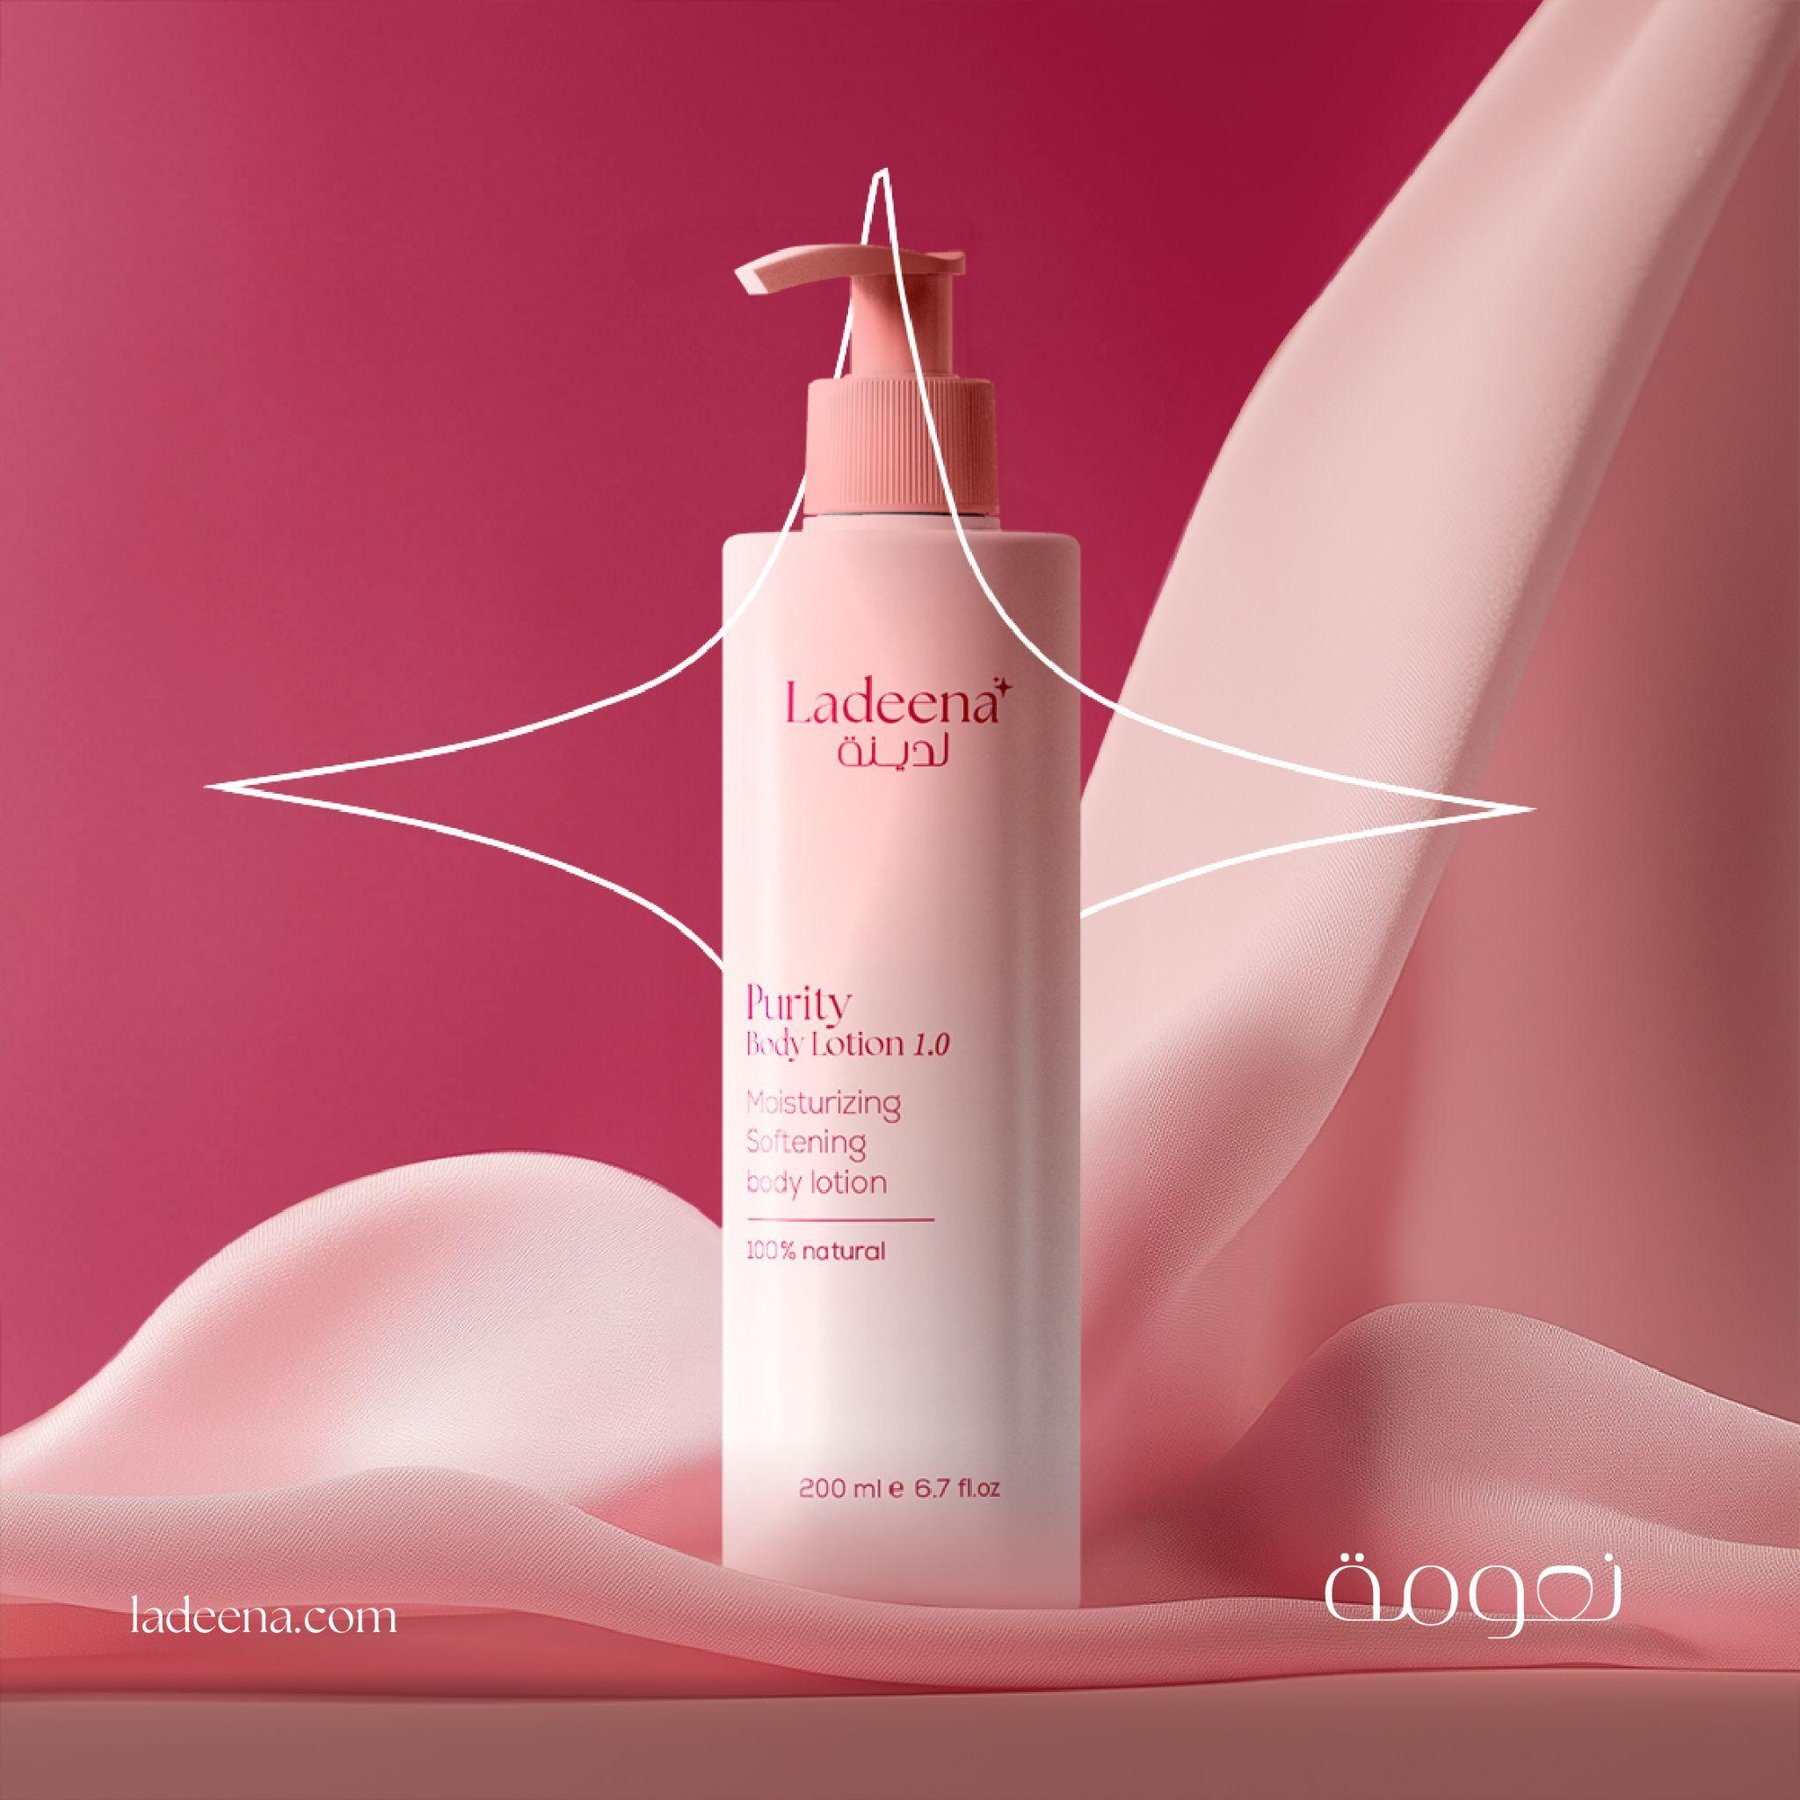 Ladeena
لدينة
Purity
Body Lotion 1.0
Moisturizing
Softening
body lotion
100% natural
200 ml e 6.7 fl.oz
ladeena.com
نعومة